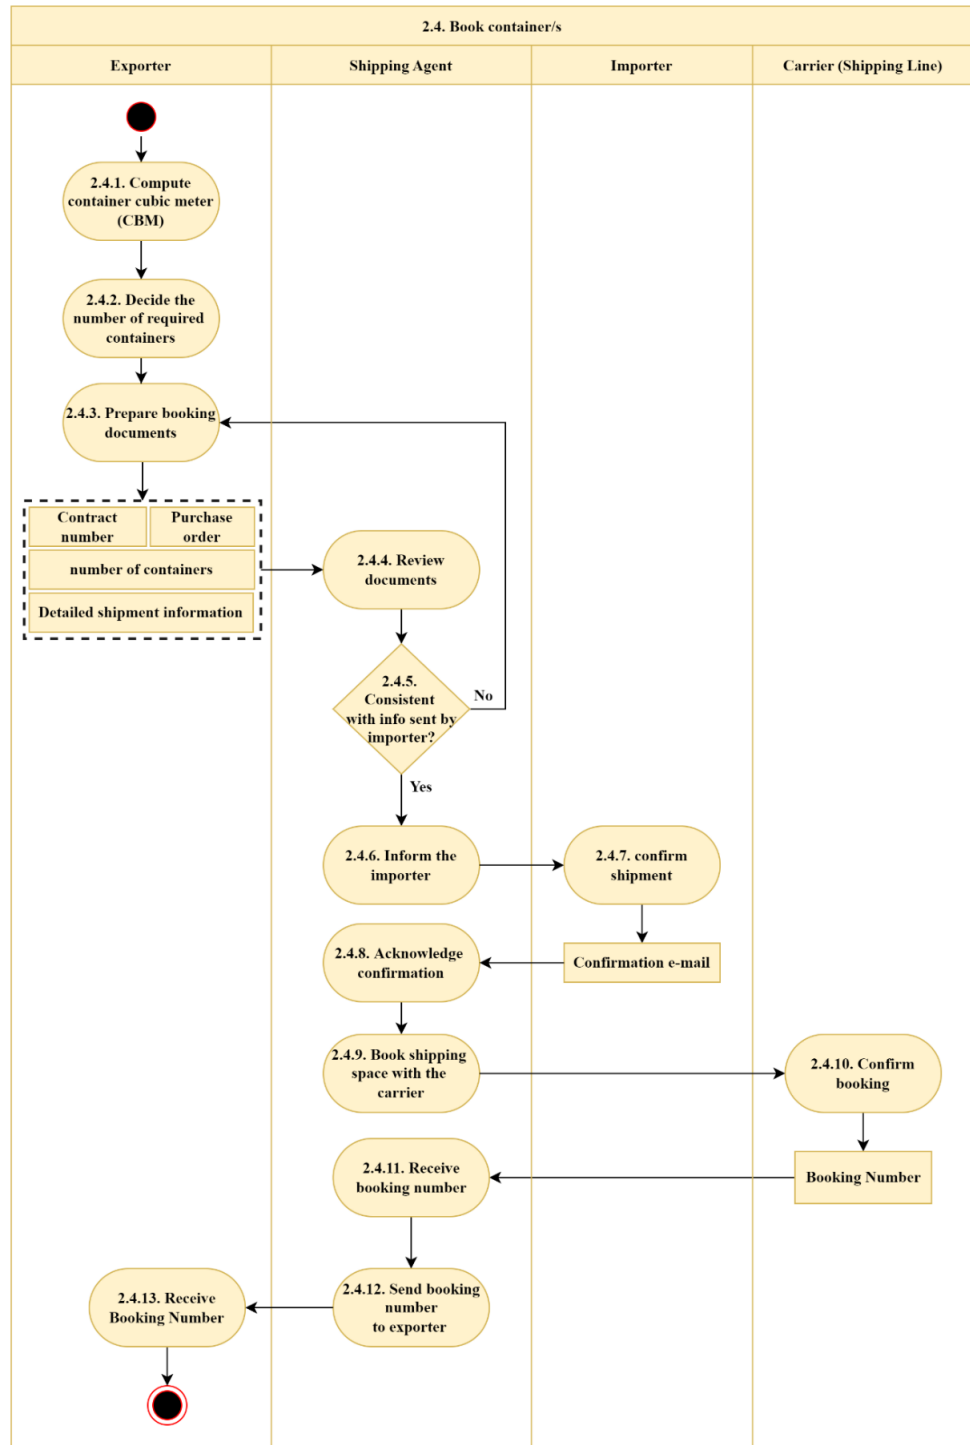 2.4. Book container/s
Exporter
Shipping Agent
Importer
Carrier (Shipping Line)
2.4.1. Compute
container cubic meter
(CBM)
2.4.2. Decide the
number of required
containers
2.4.3. Prepare booking
documents
Contract
number
Purchase
order
number of containers
Detailed shipment information
2.4.4. Review
documents
2.4.5.
Consistent
with info sent by
importer?
No
Yes
2.4.6. Inform the
importer
2.4.7. confirm
shipment
2.4.8. Acknowledge
confirmation
Confirmation e-mail
2.4.9. Book shipping
space with the
carrier
2.4.10. Confirm
booking
2.4.11. Receive
booking number
Booking Number
2.4.12. Send booking
number
to exporter
2.4.13. Receive
Booking Number